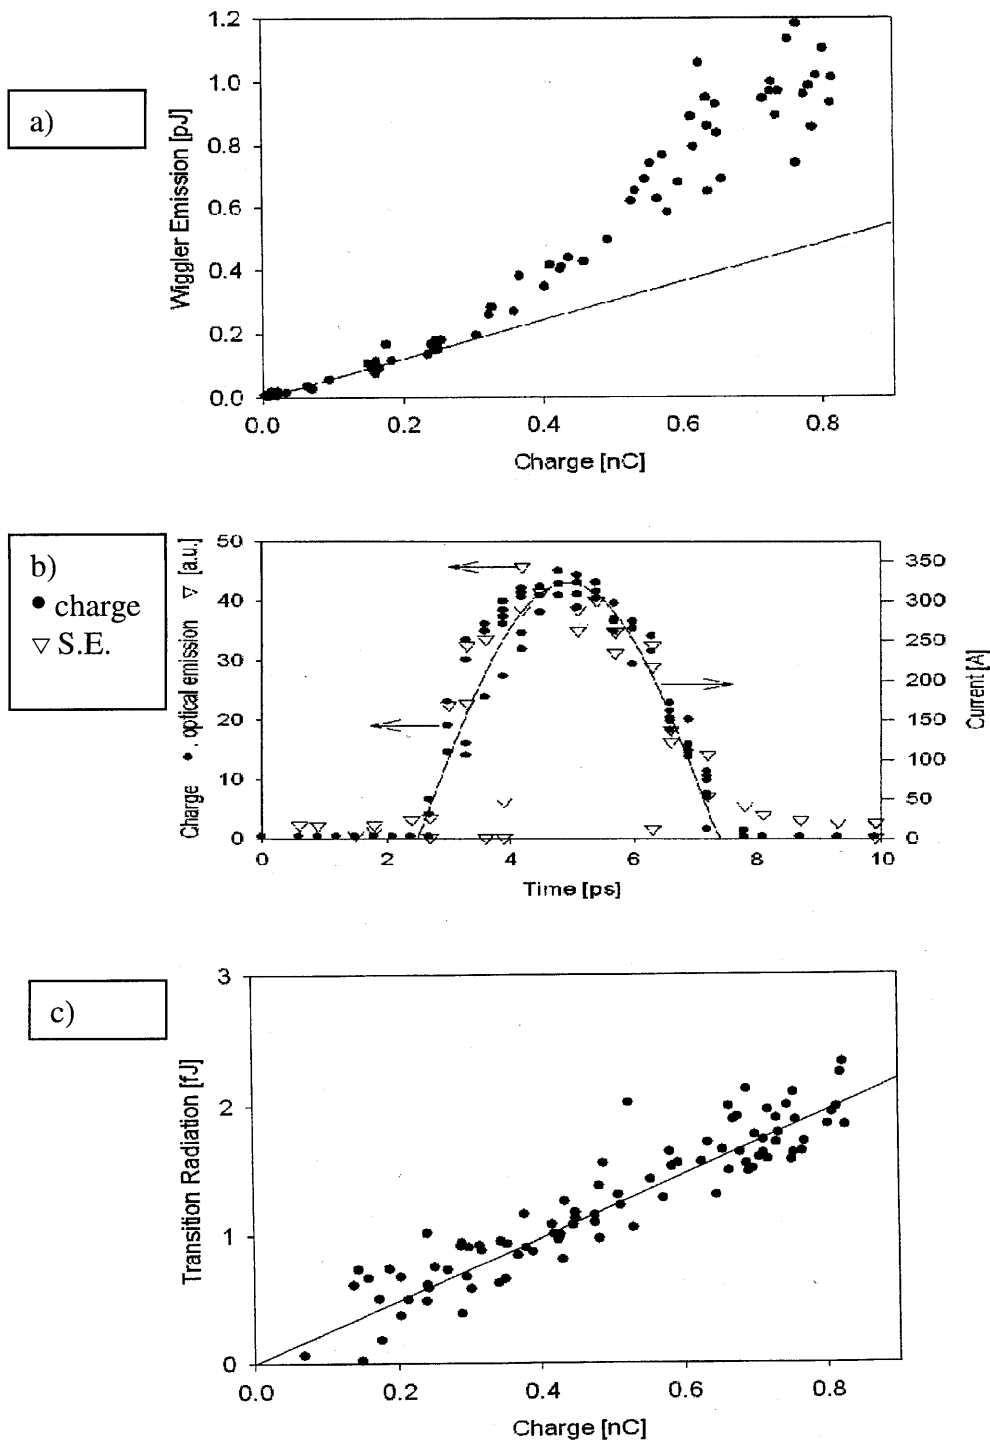 a)
1.2
1.0
0.8
0.6
0.4
0.2
0.0
Wiggler Emission [pJ]
0.0 0.2 0.4 0.6 0.8
Charge [nC]
b)
● charge
▽ S.E.
Charge ●, optical emission ▽ [a.u.]
50
40
30
20
10
0
350
300
250
200
150
100
50
0
Current [A]
0 2 4 6 8 10
Time [ps]
c)
3
2
1
0
Transition Radiation [fJ]
0.0 0.2 0.4 0.6 0.8
Charge [nC]